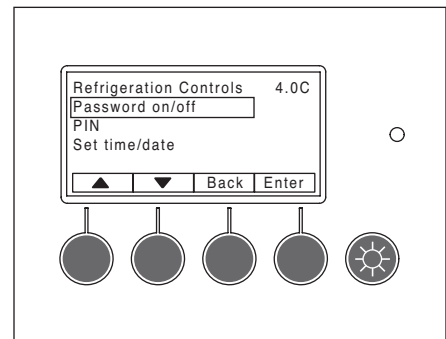 Refrigeration Controls 4.0C
Password on/off
PIN
Set time/date
▲ ▼ Back Enter